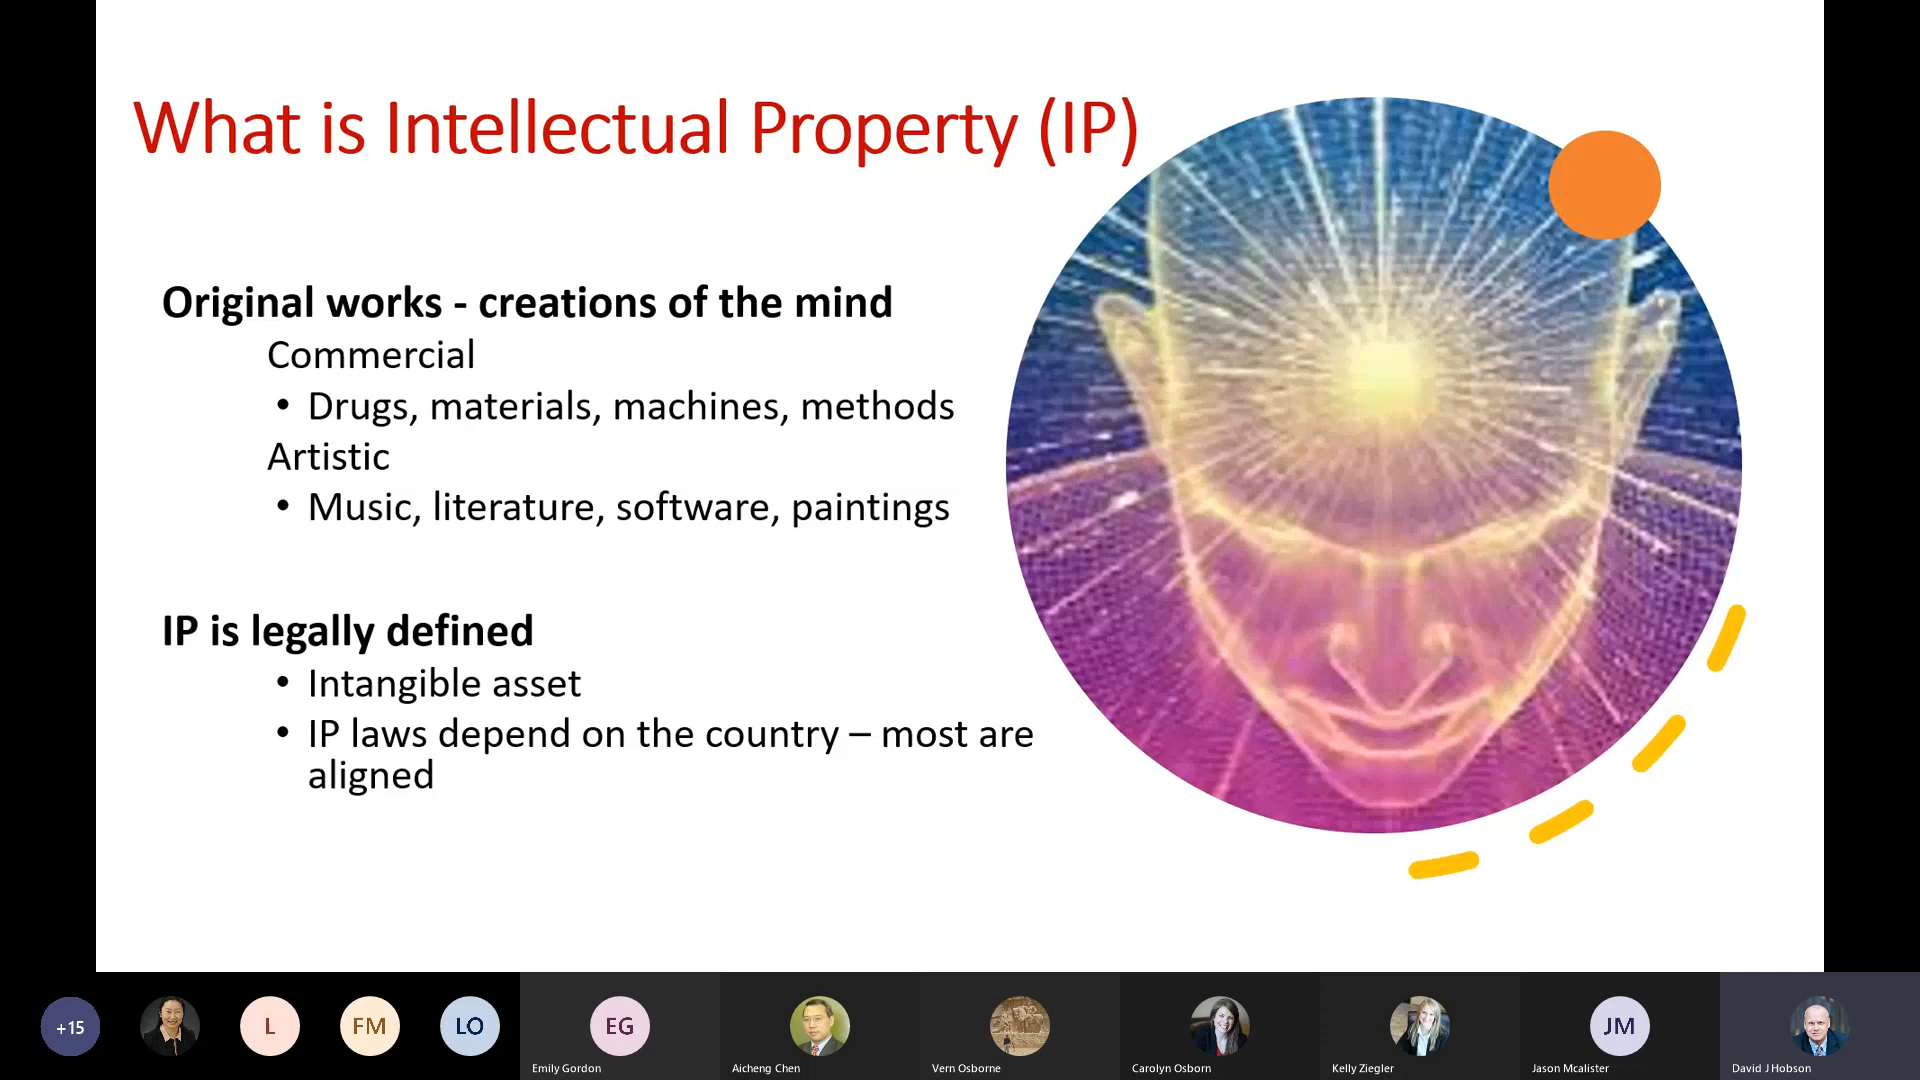 What is Intellectual Property (IP)
Original works - creations of the mind
Commercial
• Drugs, materials, machines, methods
Artistic
• Music, literature, software, paintings
IP is legally defined
• Intangible asset
• IP laws depend on the country – most are
aligned
+15
L
FM
LO
EG
JM
Emily Gordon
Aicheng Chen
Vern Osborne
Carolyn Osborn
Kelly Ziegler
Jason Mcalister
David J Hobson